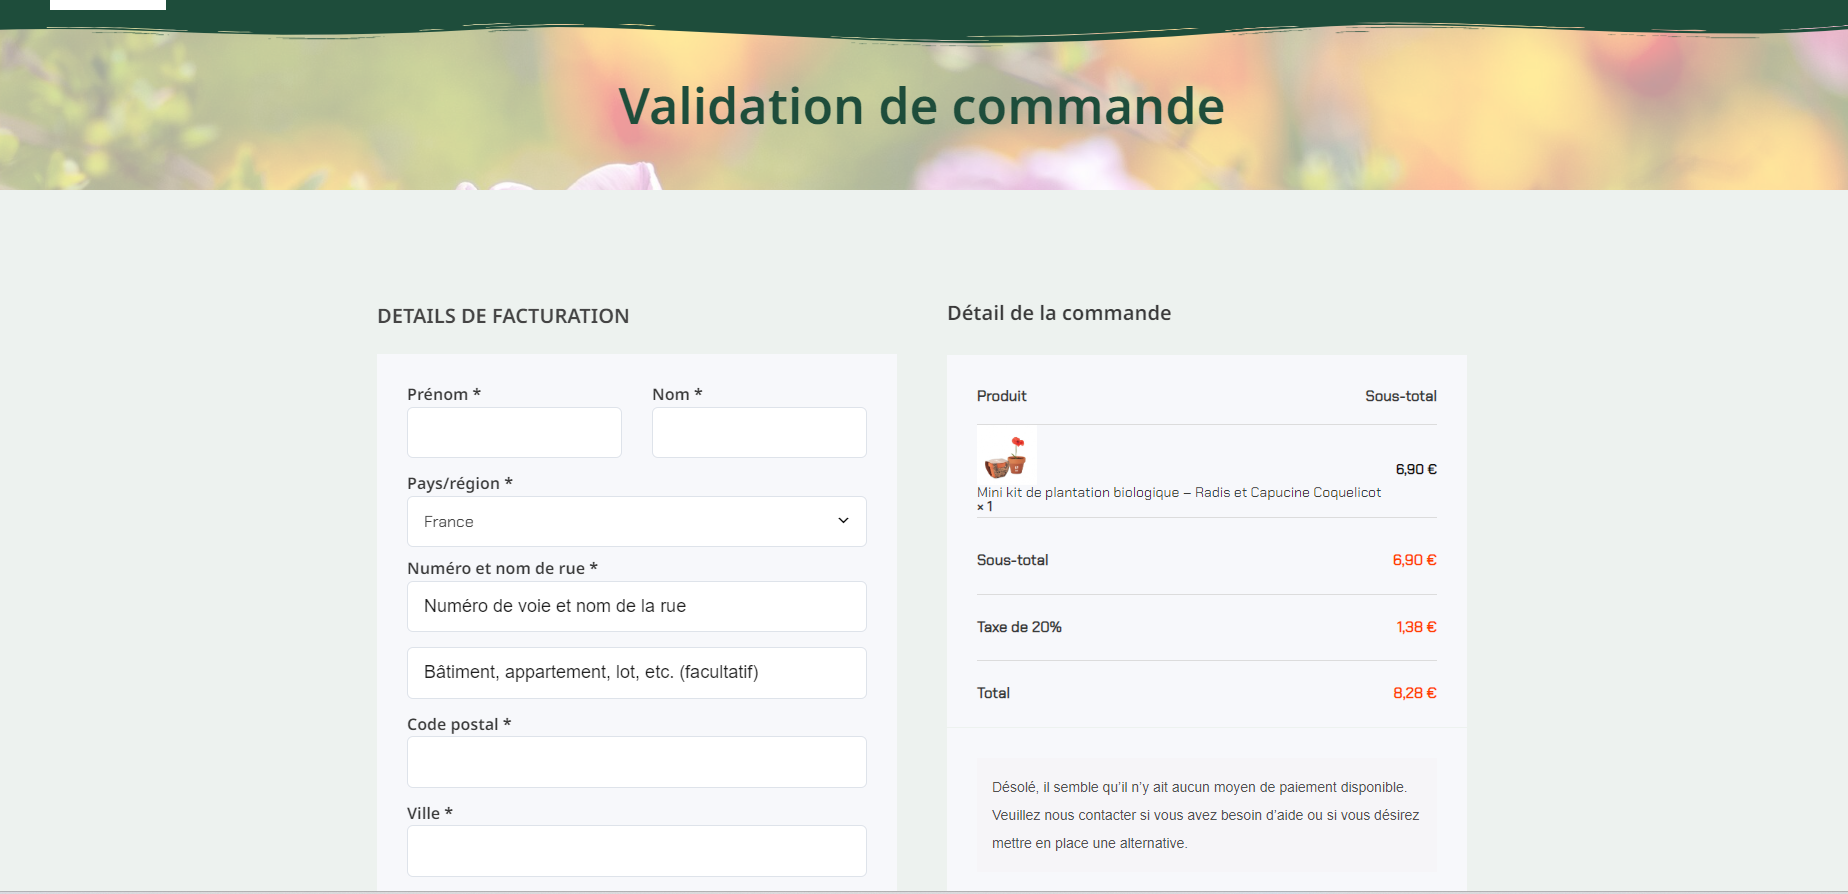 Validation de commande
DETAILS DE FACTURATION
Prénom *
Nom *
Pays/région *
France
Numéro et nom de rue *
Numéro de voie et nom de la rue
Bâtiment, appartement, lot, etc. (facultatif)
Code postal *
Ville *
Détail de la commande
Produit
Sous-total
6,90 €
Mini kit de plantation biologique – Radis et Capucine Coquelicot
× 1
Sous-total
6,90 €
Taxe de 20%
1,38 €
Total
8,28 €
Désolé, il semble qu’il n’y ait aucun moyen de paiement disponible.
Veuillez nous contacter si vous avez besoin d’aide ou si vous désirez
mettre en place une alternative.